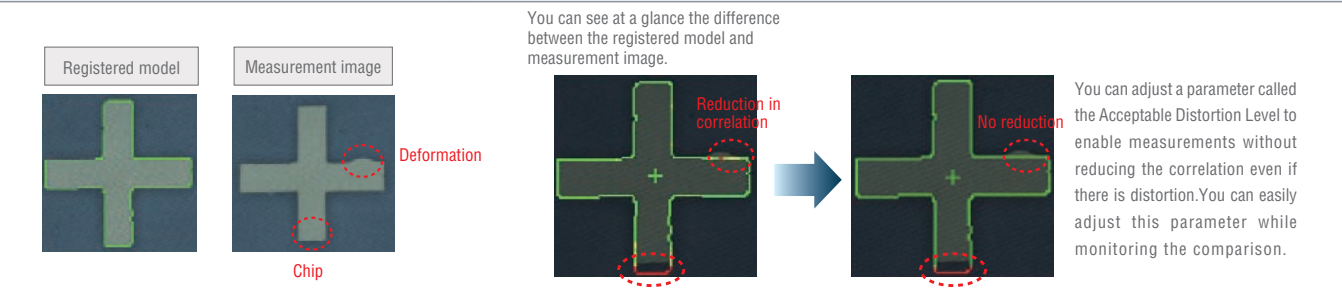 You can see at a glance the difference
between the registered model and
measurement image.
Registered model
Measurement image
Deformation
Chip
Reduction in
correlation
No reduction
You can adjust a parameter called
the Acceptable Distortion Level to
enable measurements without
reducing the correlation even if
there is distortion.You can easily
adjust this parameter while
monitoring the comparison.